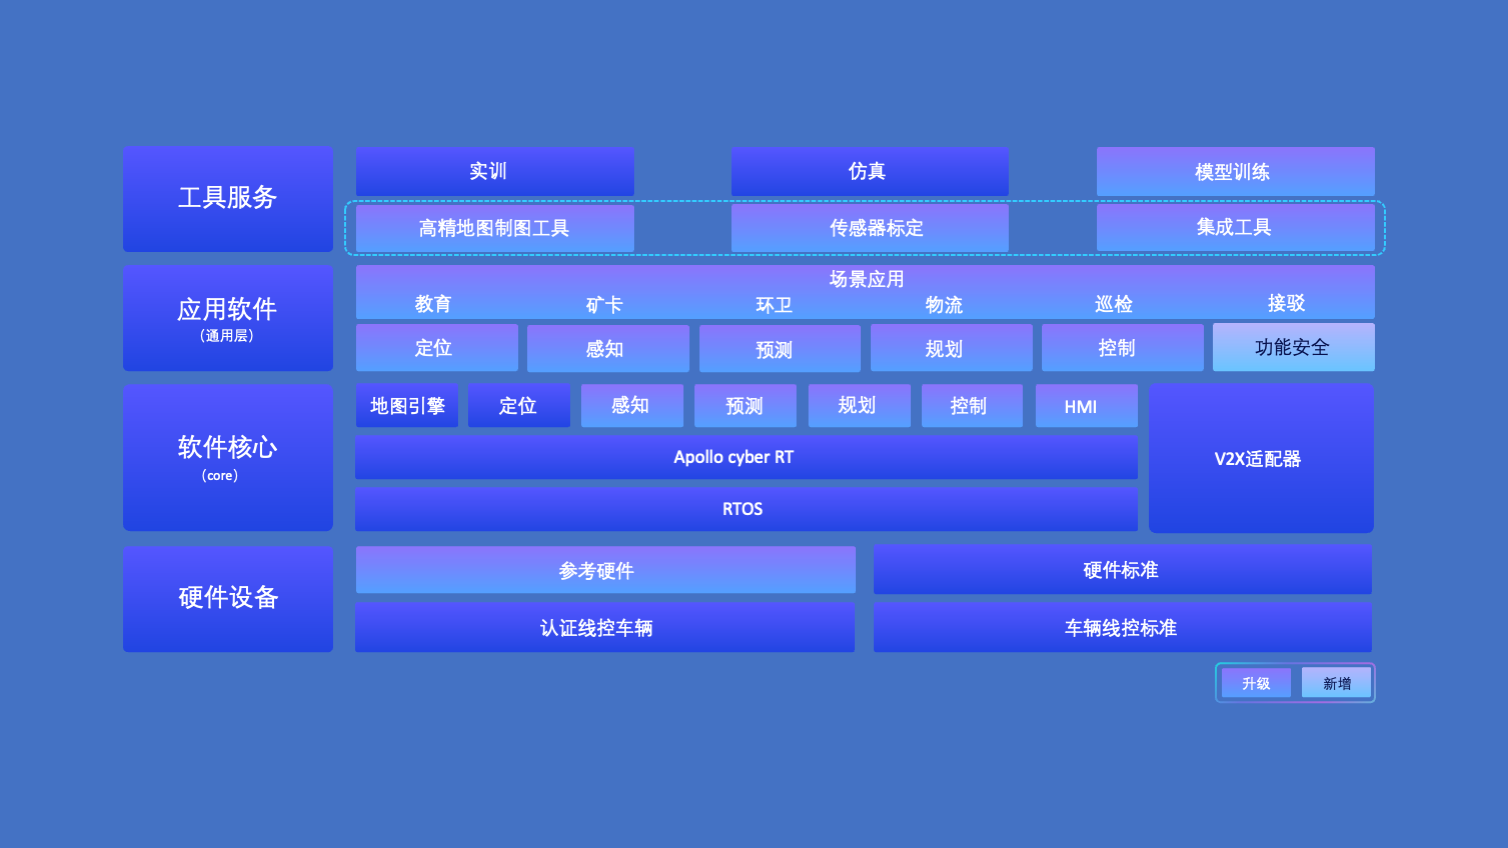 工具服务
实训
仿真
模型训练
高精地图制图工具
传感器标定
集成工具
应用软件
（通用层）
场景应用
教育
矿卡
环卫
物流
巡检
接驳
定位
感知
预测
规划
控制
功能安全
软件核心
（core）
地图引擎
定位
感知
预测
规划
控制
HMI
Apollo cyber RT
RTOS
V2X适配器
硬件设备
参考硬件
硬件标准
认证线控车辆
车辆线控标准
升级
新增